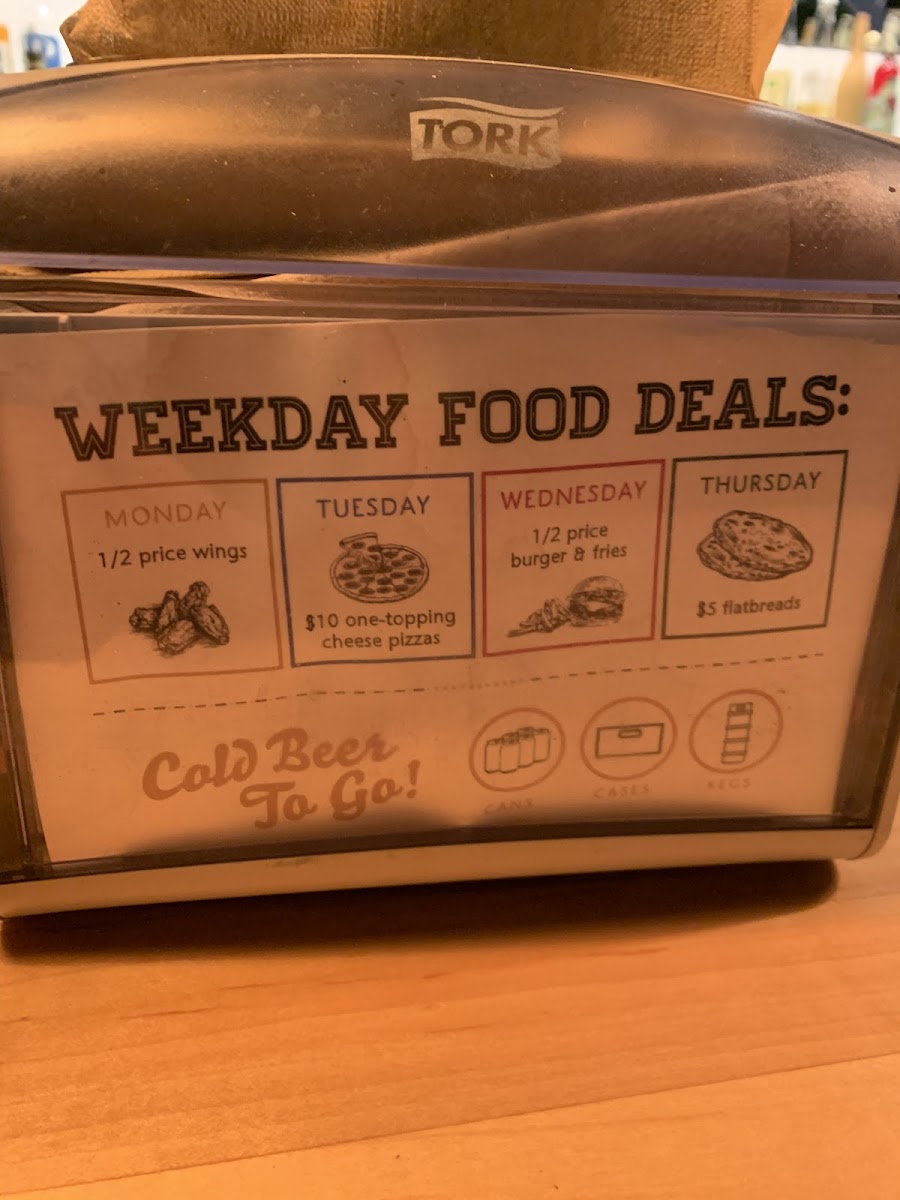 TORK
WEEKDAY FOOD DEALS:
MONDAY
1/2 price wings
TUESDAY
$10 one-topping
cheese pizzas
WEDNESDAY
1/2 price
burger & fries
THURSDAY
$5 flatbreads
Cold Beer
To Go!
CANS
CASES
KEGS